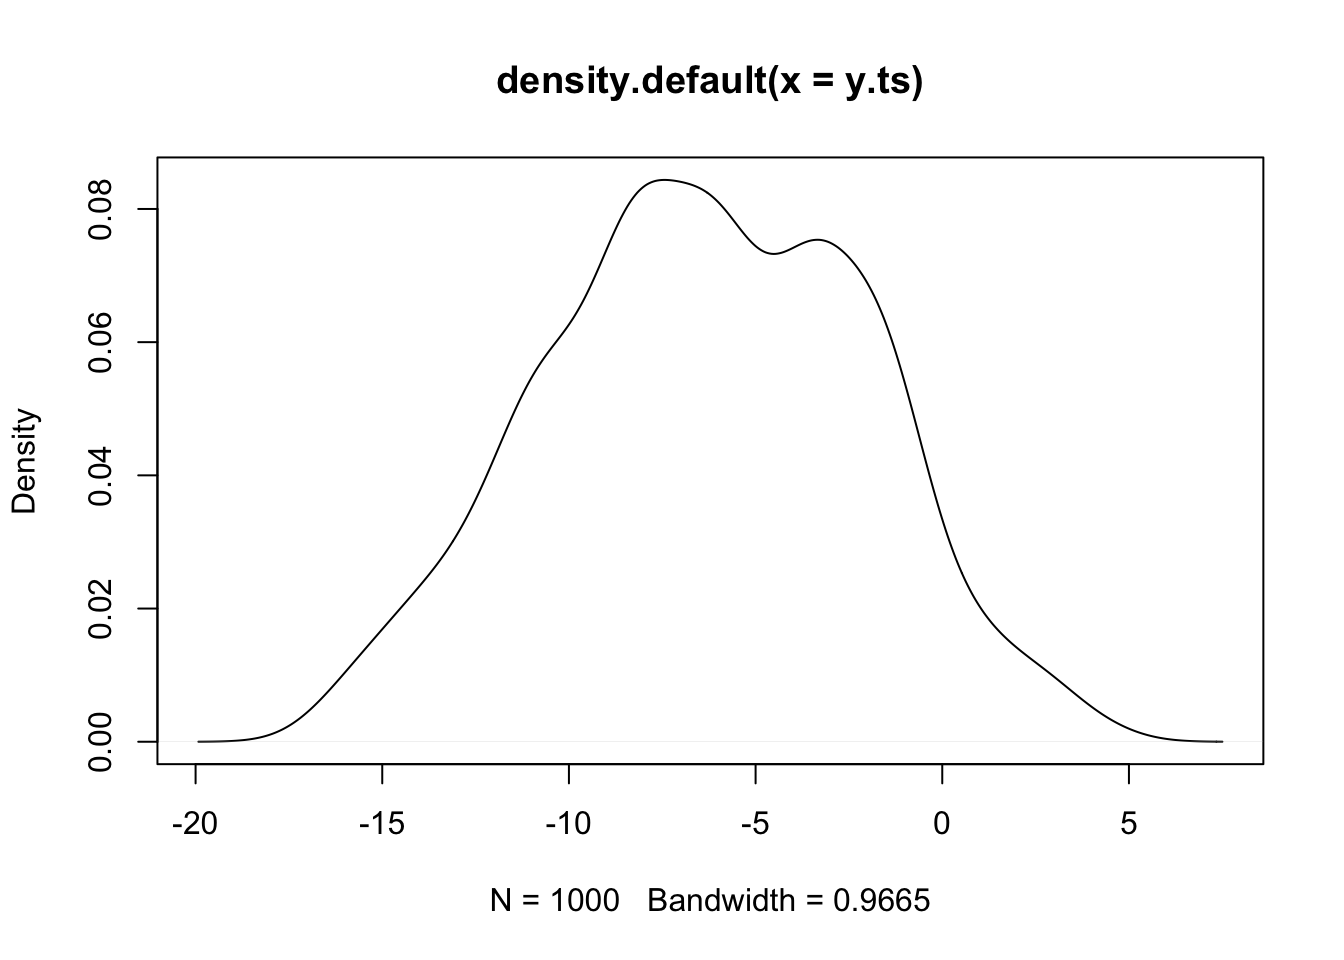 density.default(x = y.ts)
Density
0.08
0.06
0.04
0.02
0.00
-20 -15 -10 -5 0 5
N = 1000 Bandwidth = 0.9665